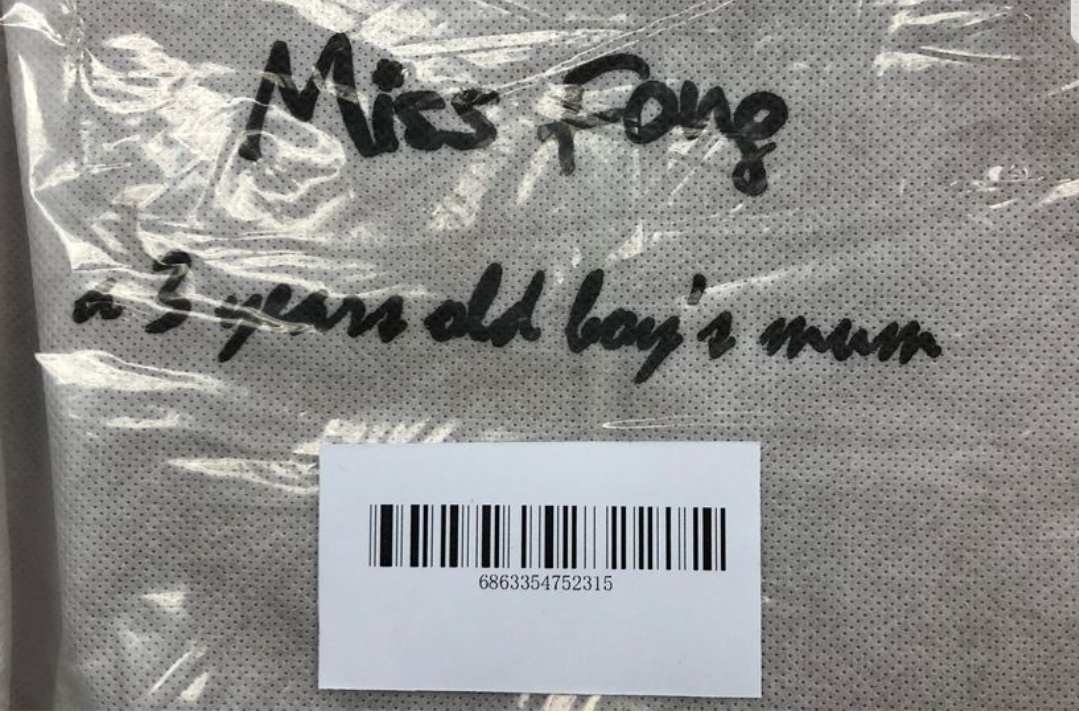 Miss Fong
a 3 years old boy's mum
6863354752315